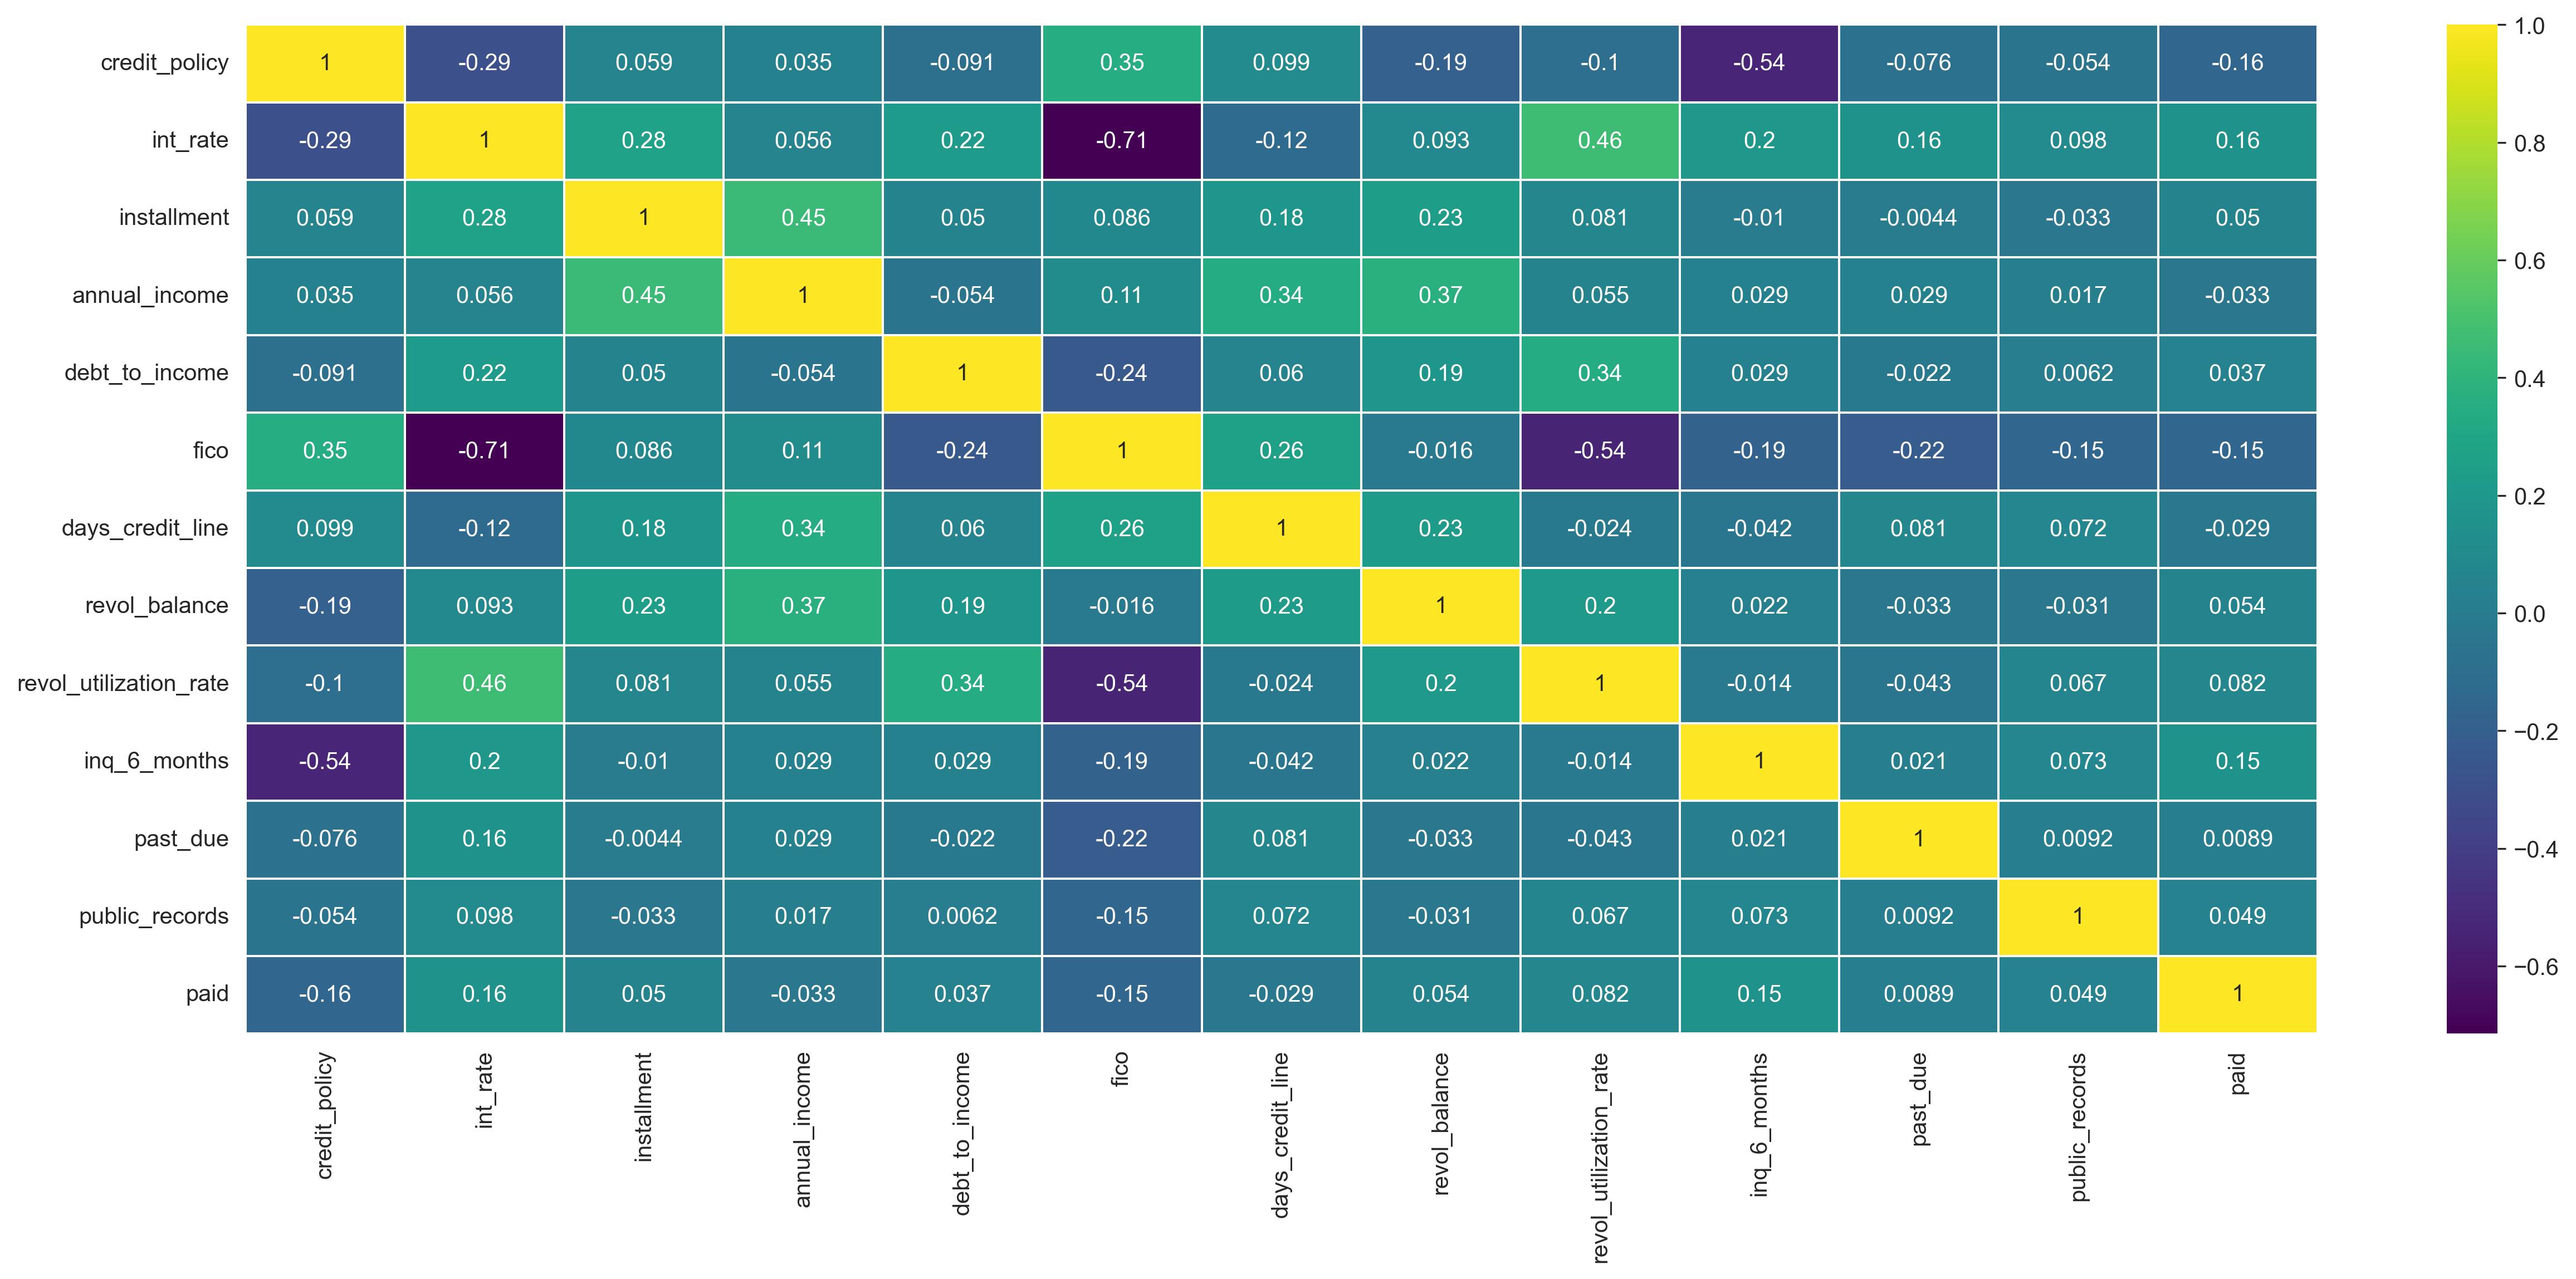 credit_policy 1 -0.29 0.059 0.035 -0.091 0.35 0.099 -0.19 -0.1 -0.54 -0.076 -0.054 -0.16
int_rate -0.29 1 0.28 0.056 0.22 -0.71 -0.12 0.093 0.46 0.2 0.16 0.098 0.16
installment 0.059 0.28 1 0.45 0.05 0.086 0.18 0.23 0.081 -0.01 -0.0044 -0.033 0.05
annual_income 0.035 0.056 0.45 1 -0.054 0.11 0.34 0.37 0.055 0.029 0.029 0.017 -0.033
debt_to_income -0.091 0.22 0.05 -0.054 1 -0.24 0.06 0.19 0.34 0.029 -0.022 0.0062 0.037
fico 0.35 -0.71 0.086 0.11 -0.24 1 0.26 -0.016 -0.54 -0.19 -0.22 -0.15 -0.15
days_credit_line 0.099 -0.12 0.18 0.34 0.06 0.26 1 0.23 -0.024 -0.042 0.081 0.072 -0.029
revol_balance -0.19 0.093 0.23 0.37 0.19 -0.016 0.23 1 0.2 0.022 -0.033 -0.031 0.054
revol_utilization_rate -0.1 0.46 0.081 0.055 0.34 -0.54 -0.024 0.2 1 -0.014 -0.043 0.067 0.082
inq_6_months -0.54 0.2 -0.01 0.029 0.029 -0.19 -0.042 0.022 -0.014 1 0.021 0.073 0.15
past_due -0.076 0.16 -0.0044 0.029 -0.022 -0.22 0.081 -0.033 -0.043 0.021 1 0.0092 0.0089
public_records -0.054 0.098 -0.033 0.017 0.0062 -0.15 0.072 -0.031 0.067 0.073 0.0092 1 0.049
paid -0.16 0.16 0.05 -0.033 0.037 -0.15 -0.029 0.054 0.082 0.15 0.0089 0.049 1
credit_policy
int_rate
installment
annual_income
debt_to_income
fico
days_credit_line
revol_balance
revol_utilization_rate
inq_6_months
past_due
public_records
paid
1.0
0.8
0.6
0.4
0.2
0.0
−0.2
−0.4
−0.6